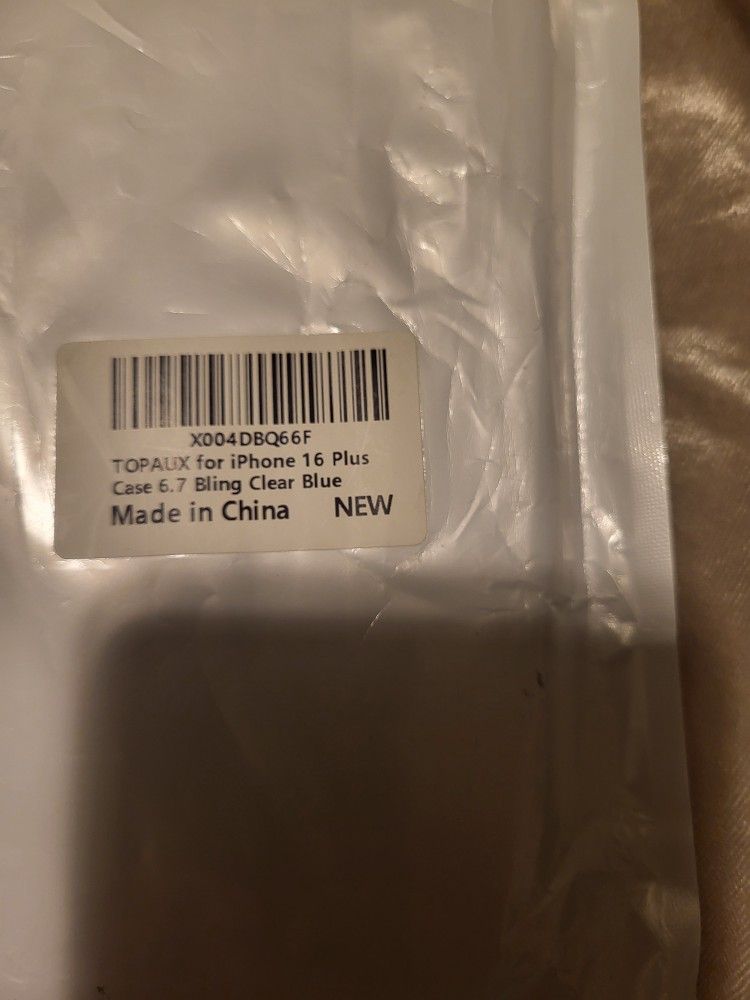 X004DBQ66F
TOPAUX for iPhone 16 Plus
Case 6.7 Bling Clear Blue
Made in China NEW